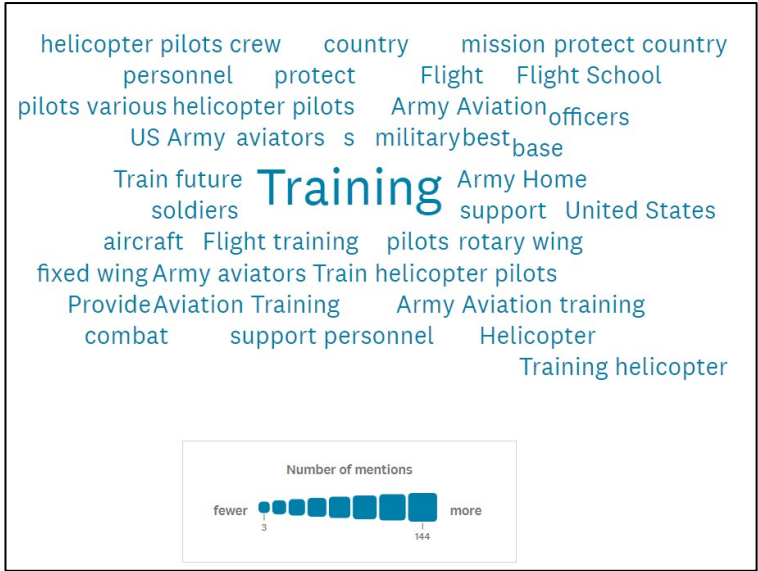 helicopter pilots crew country mission protect country
personnel protect Flight Flight School
pilots various helicopter pilots Army Aviation officers
US Army aviators s military best base
Train future Training Army Home
soldiers support United States
aircraft Flight training pilots rotary wing
fixed wing Army aviators Train helicopter pilots
Provide Aviation Training Army Aviation training
combat support personnel Helicopter
Training helicopter
Number of mentions
fewer more
3 144